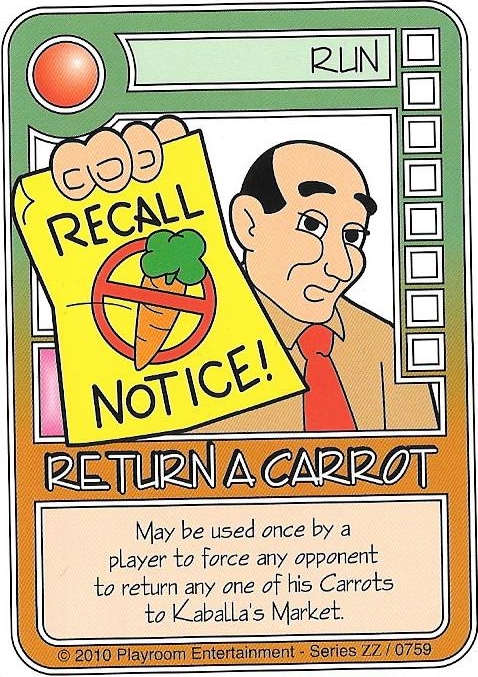 RUN
RECALL
NOTICE!
RETURN A CARROT
May be used once by a
player to force any opponent
to return any one of his Carrots
to Kaballa's Market.
© 2010 Playroom Entertainment - Series ZZ / 0759